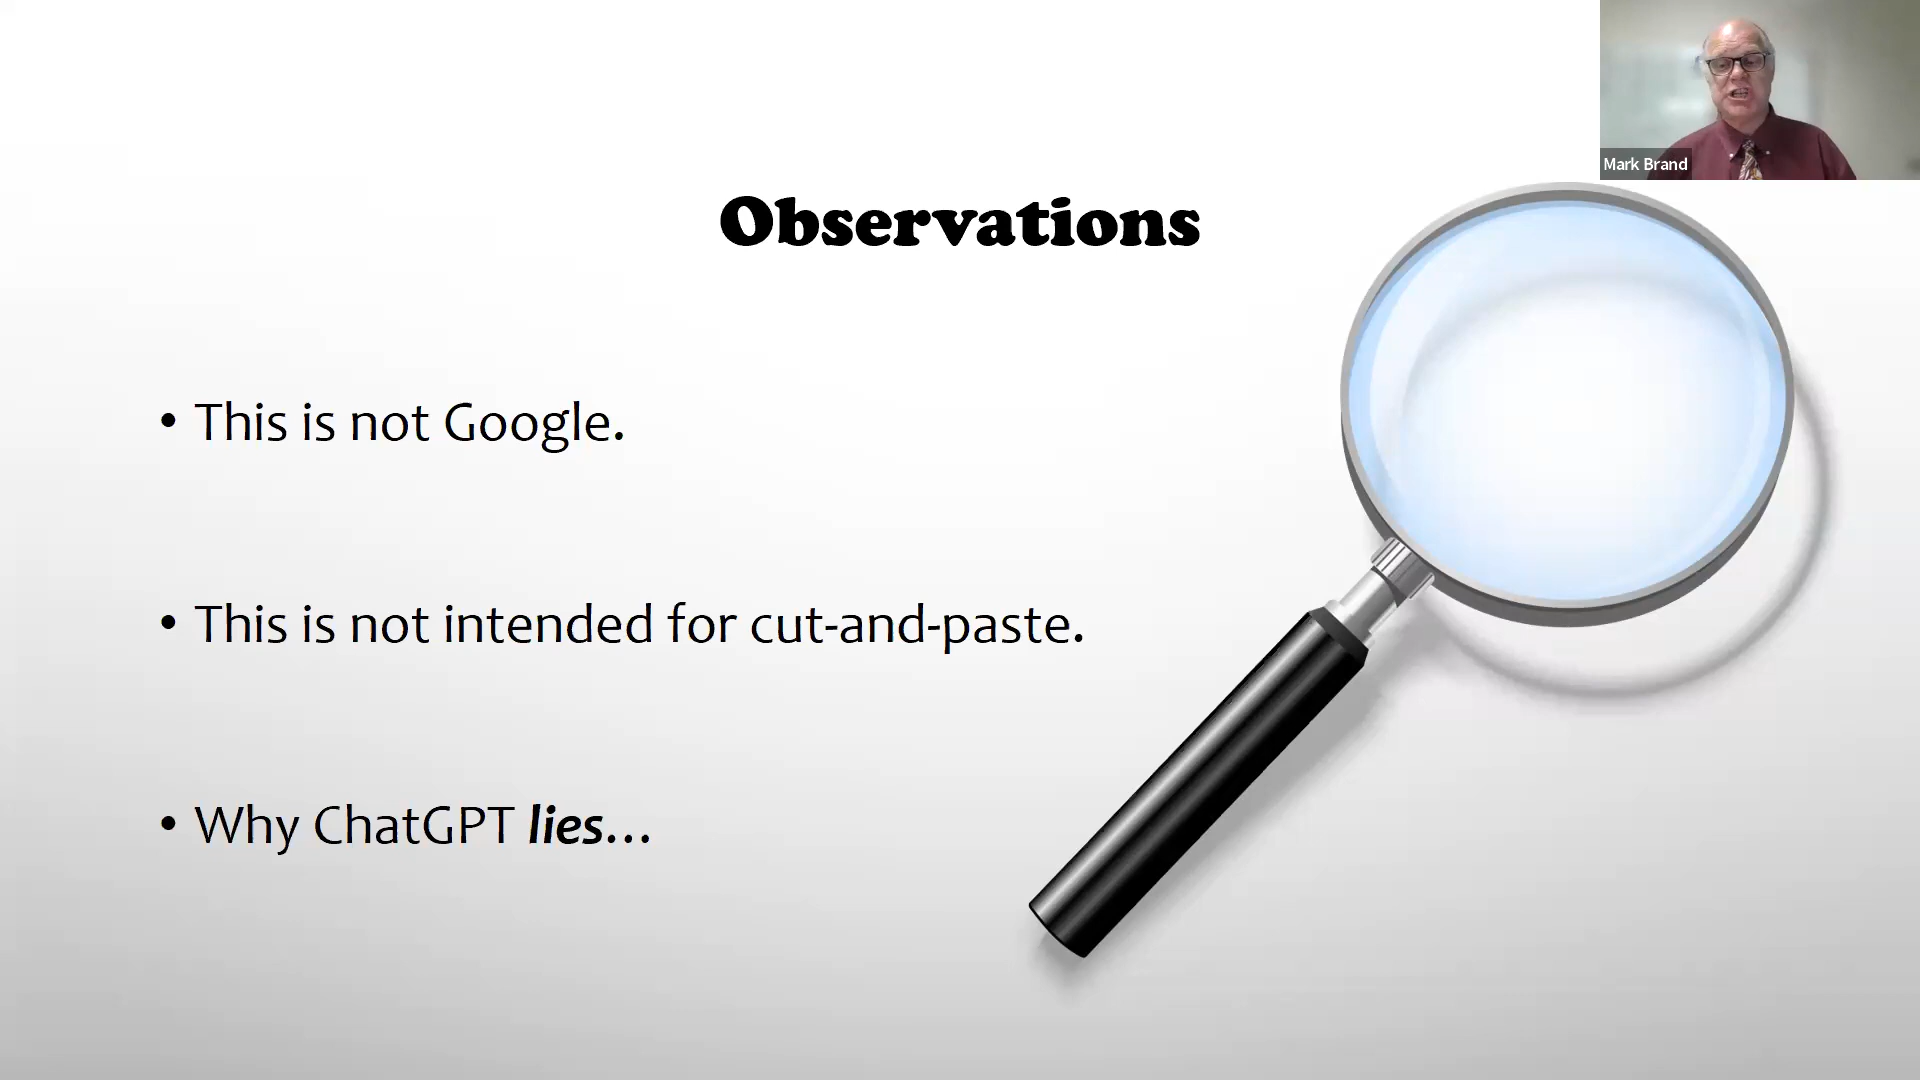 Mark Brand
Observations
• This is not Google.
• This is not intended for cut-and-paste.
• Why ChatGPT lies...